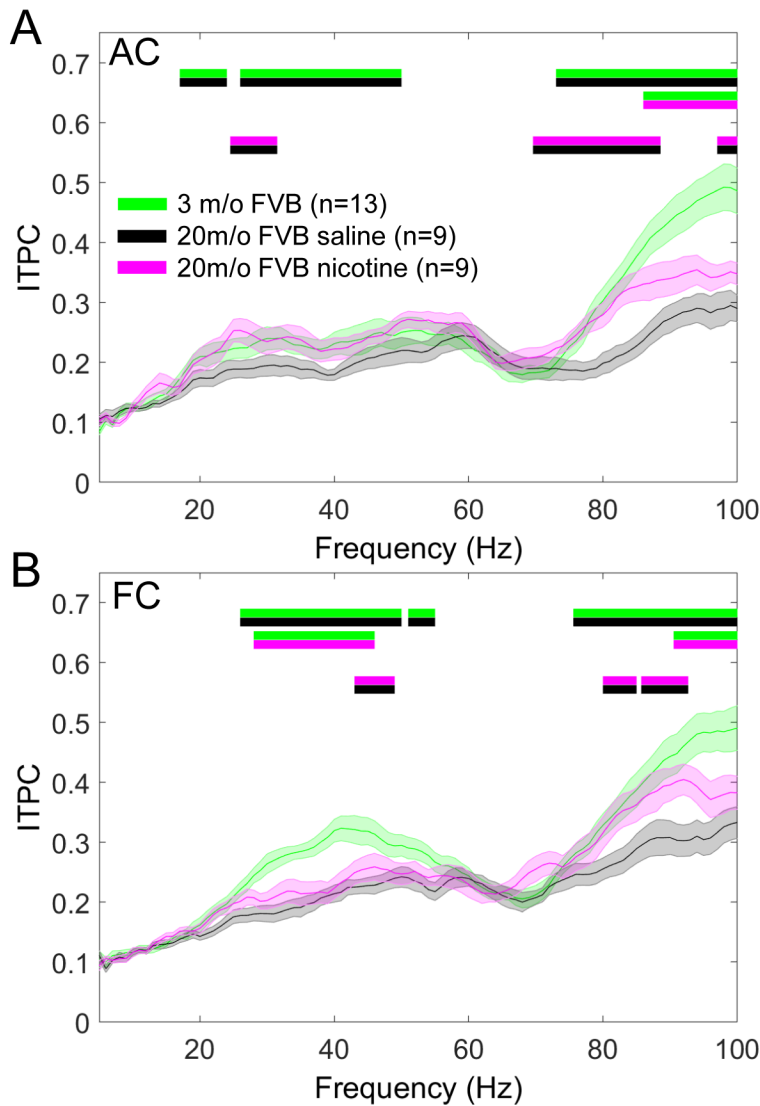 A
AC
0.7
0.6
0.5
0.4
0.3
0.2
0.1
0
ITPC
3 m/o FVB (n=13)
20m/o FVB saline (n=9)
20m/o FVB nicotine (n=9)
20 40 60 80 100
Frequency (Hz)
B
FC
0.7
0.6
0.5
0.4
0.3
0.2
0.1
0
ITPC
20 40 60 80 100
Frequency (Hz)